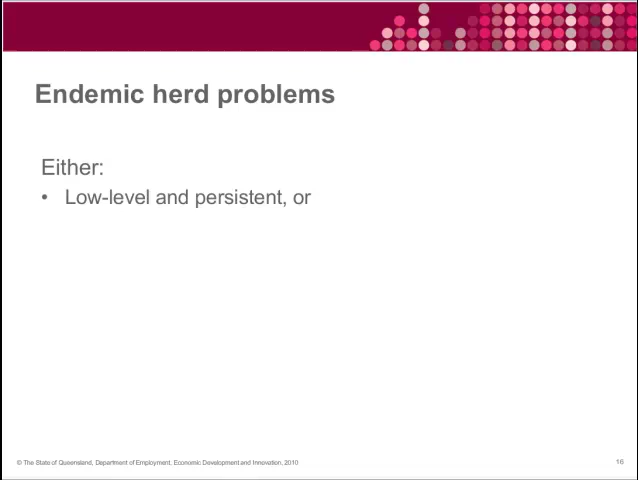 Endemic herd problems
Either:
• Low-level and persistent, or
© The State of Queensland, Department of Employment, Economic Development and Innovation, 2010
16